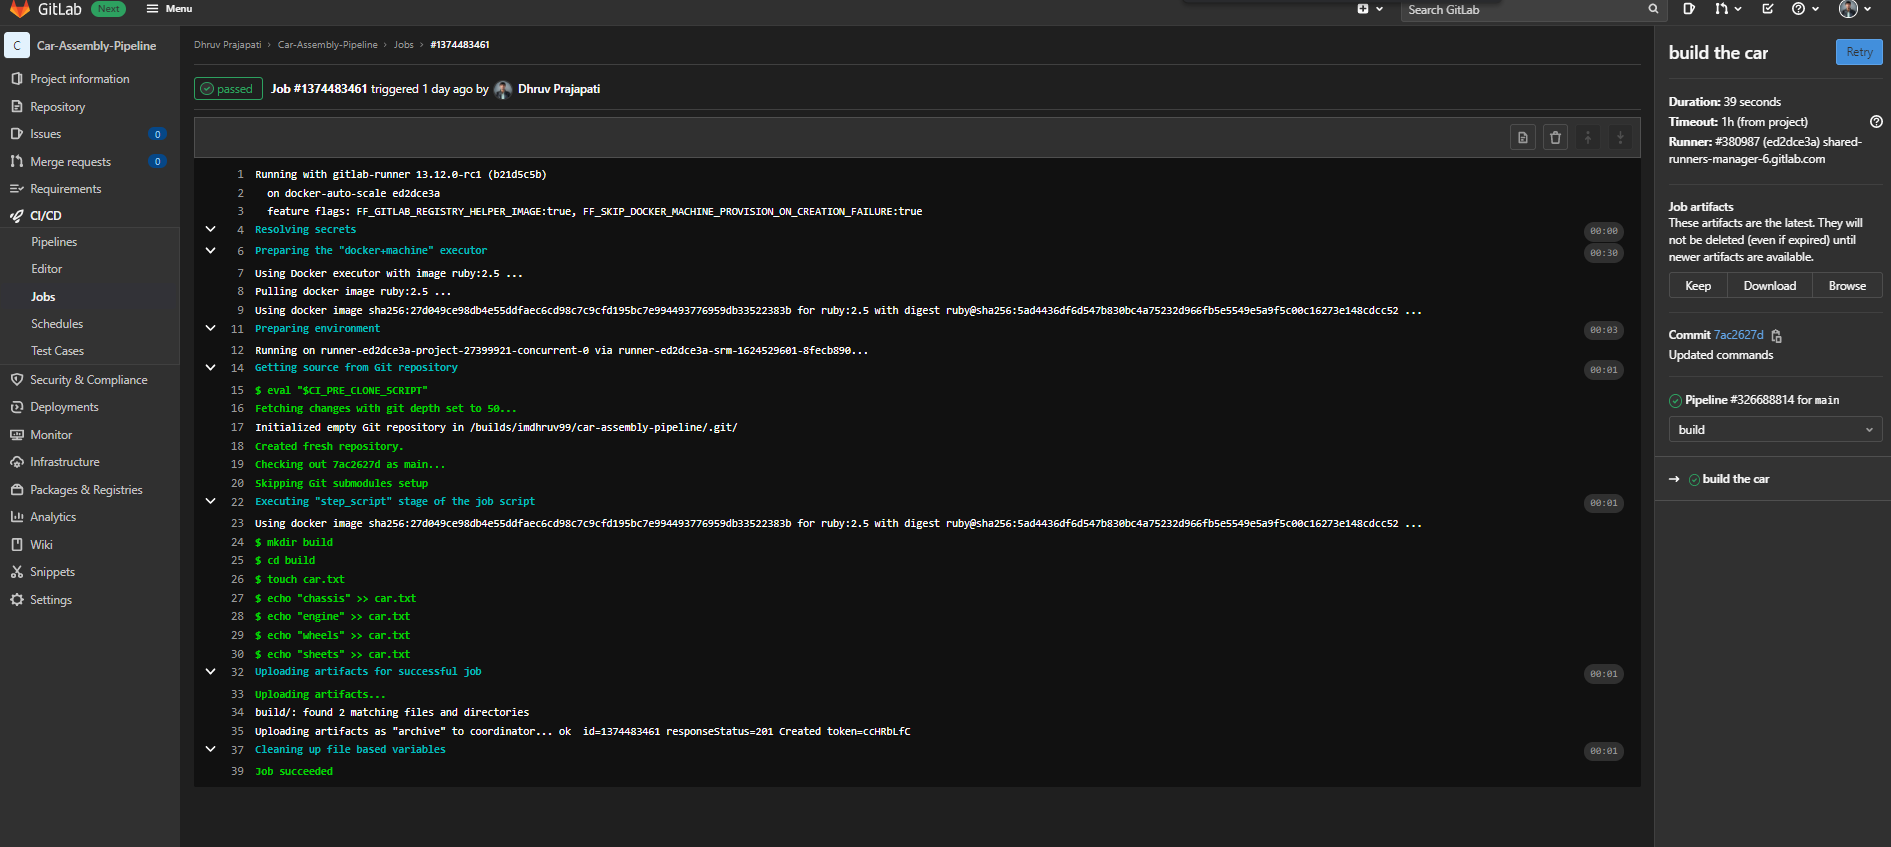 GitLab Next Menu Search GitLab
C Car-Assembly-Pipeline
Project information
Repository
Issues 0
Merge requests 0
Requirements
CI/CD
Pipelines
Editor
Jobs
Schedules
Test Cases
Security & Compliance
Deployments
Monitor
Infrastructure
Packages & Registries
Analytics
Wiki
Snippets
Settings
Dhruv Prajapati › Car-Assembly-Pipeline › Jobs › #1374483461
passed Job #1374483461 triggered 1 day ago by Dhruv Prajapati
1 Running with gitlab-runner 13.12.0-rc1 (b21d5c5b)
2 on docker-auto-scale ed2dce3a
3 feature flags: FF_GITLAB_REGISTRY_HELPER_IMAGE:true, FF_SKIP_DOCKER_MACHINE_PROVISION_ON_CREATION_FAILURE:true
4 Resolving secrets 00:00
6 Preparing the "docker+machine" executor 00:30
7 Using Docker executor with image ruby:2.5 ...
8 Pulling docker image ruby:2.5 ...
9 Using docker image sha256:27d049ce98db4e55ddfaec6cd98c7c9cfd195bc7e994493776959db33522383b for ruby:2.5 with digest ruby@sha256:5ad4436df6d547b830bc4a75232d966fb5e5549e5a9f5c00c16273e148cdcc52 ...
11 Preparing environment 00:03
12 Running on runner-ed2dce3a-project-27399921-concurrent-0 via runner-ed2dce3a-srm-1624529601-8fecb890...
14 Getting source from Git repository 00:01
15 $ eval "$CI_PRE_CLONE_SCRIPT"
16 Fetching changes with git depth set to 50...
17 Initialized empty Git repository in /builds/imdhruv99/car-assembly-pipeline/.git/
18 Created fresh repository.
19 Checking out 7ac2627d as main...
20 Skipping Git submodules setup
22 Executing "step_script" stage of the job script 00:01
23 Using docker image sha256:27d049ce98db4e55ddfaec6cd98c7c9cfd195bc7e994493776959db33522383b for ruby:2.5 with digest ruby@sha256:5ad4436df6d547b830bc4a75232d966fb5e5549e5a9f5c00c16273e148cdcc52 ...
24 $ mkdir build
25 $ cd build
26 $ touch car.txt
27 $ echo "chassis" >> car.txt
28 $ echo "engine" >> car.txt
29 $ echo "wheels" >> car.txt
30 $ echo "sheets" >> car.txt
32 Uploading artifacts for successful job 00:01
33 Uploading artifacts...
34 build/: found 2 matching files and directories
35 Uploading artifacts as "archive" to coordinator... ok id=1374483461 responseStatus=201 Created token=ccHRbLfC
37 Cleaning up file based variables 00:01
39 Job succeeded
build the car Retry
Duration: 39 seconds
Timeout: 1h (from project)
Runner: #380987 (ed2dce3a) shared-
runners-manager-6.gitlab.com
Job artifacts
These artifacts are the latest. They will
not be deleted (even if expired) until
newer artifacts are available.
Keep Download Browse
Commit 7ac2627d
Updated commands
Pipeline #326688814 for main
build
→ build the car